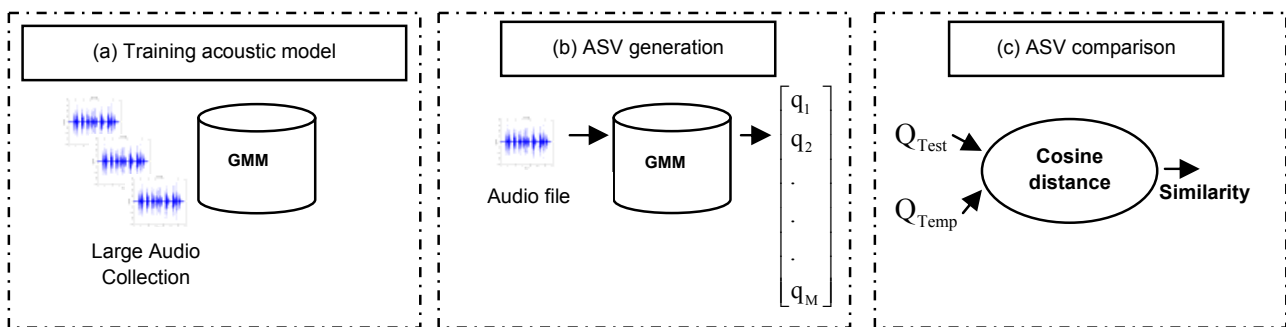 (a) Training acoustic model
GMM
Large Audio
Collection
(b) ASV generation
Audio file
GMM
q1
q2
.
.
.
qM
(c) ASV comparison
QTest
QTemp
Cosine
distance
Similarity